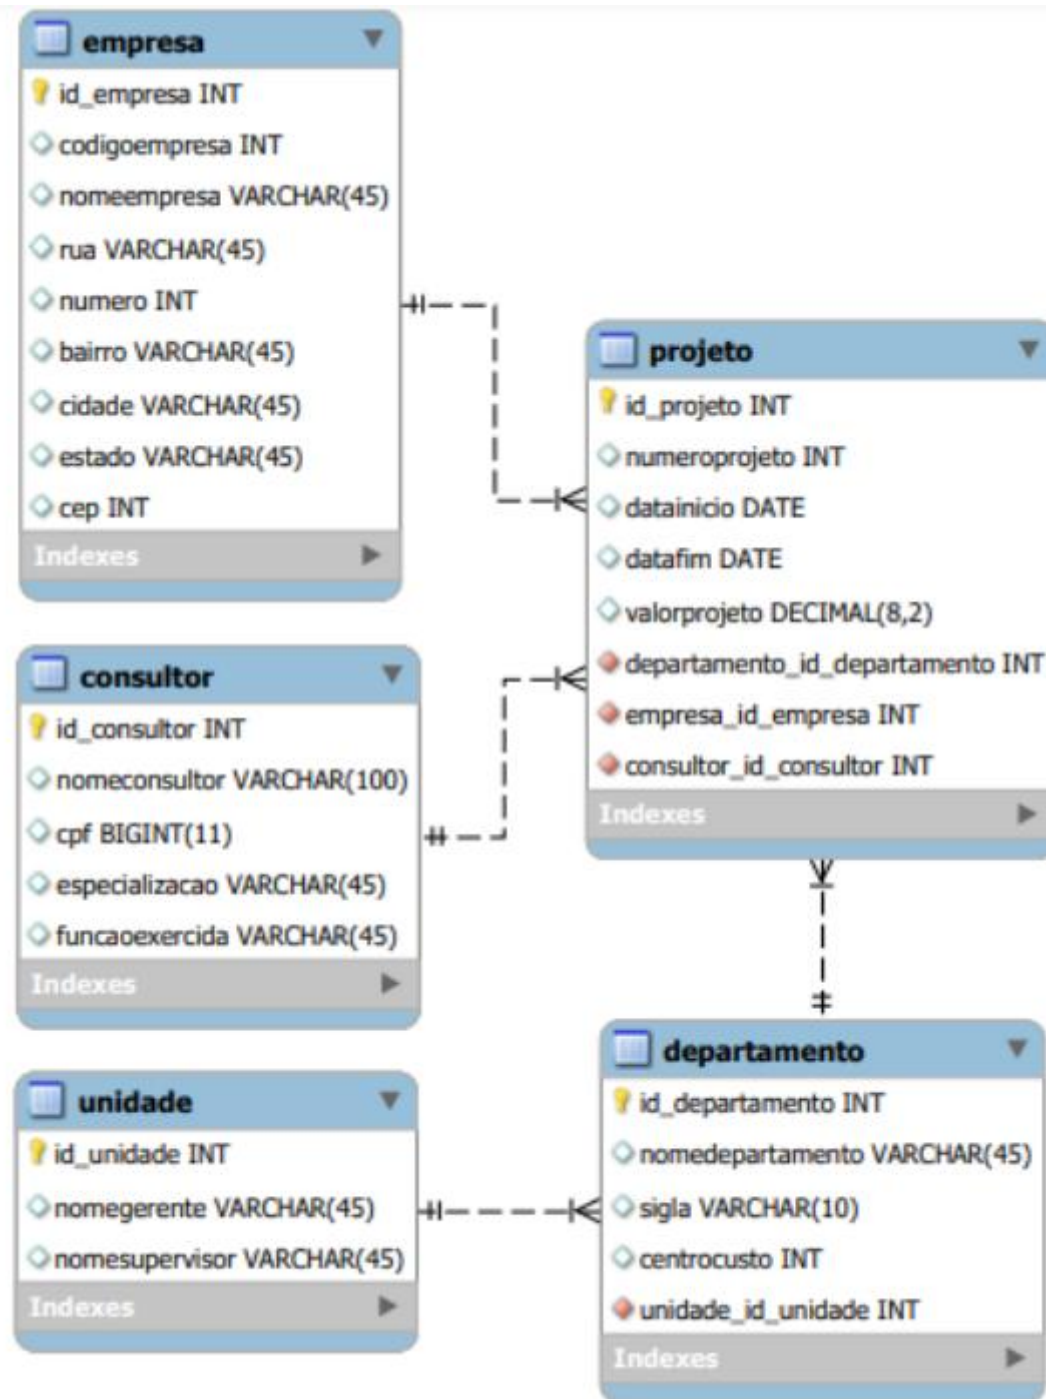 empresa
id_empresa INT
codigoempresa INT
nomeempresa VARCHAR(45)
rua VARCHAR(45)
numero INT
bairro VARCHAR(45)
cidade VARCHAR(45)
estado VARCHAR(45)
cep INT
Indexes
projeto
id_projeto INT
numeroprojeto INT
datainicio DATE
datafim DATE
valorprojeto DECIMAL(8,2)
departamento_id_departamento INT
empresa_id_empresa INT
consultor_id_consultor INT
Indexes
consultor
id_consultor INT
nomeconsultor VARCHAR(100)
cpf BIGINT(11)
especializacao VARCHAR(45)
funcaoexercida VARCHAR(45)
Indexes
unidade
id_unidade INT
nomegerente VARCHAR(45)
nomesupervisor VARCHAR(45)
Indexes
departamento
id_departamento INT
nomedepartamento VARCHAR(45)
sigla VARCHAR(10)
centrocusto INT
unidade_id_unidade INT
Indexes